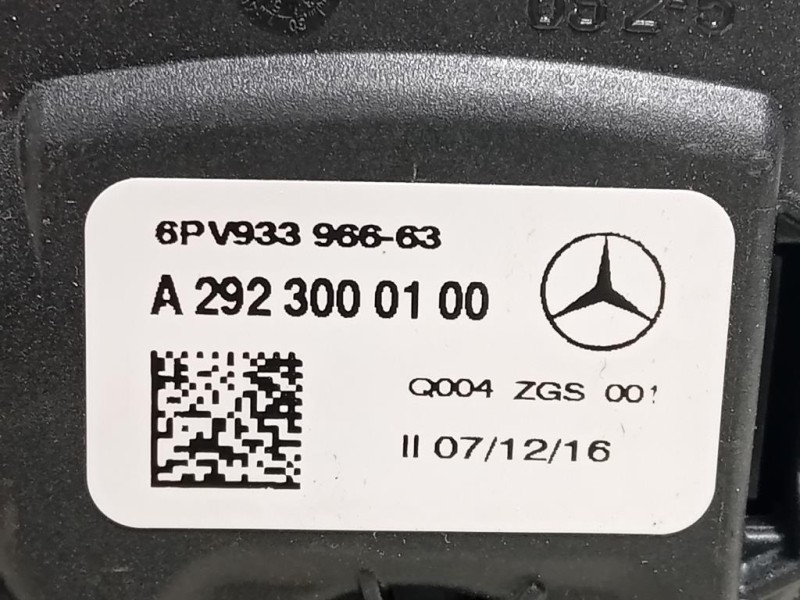 6PV933 966-63
A 292 300 01 00
Q004 ZGS 001
II 07/12/16